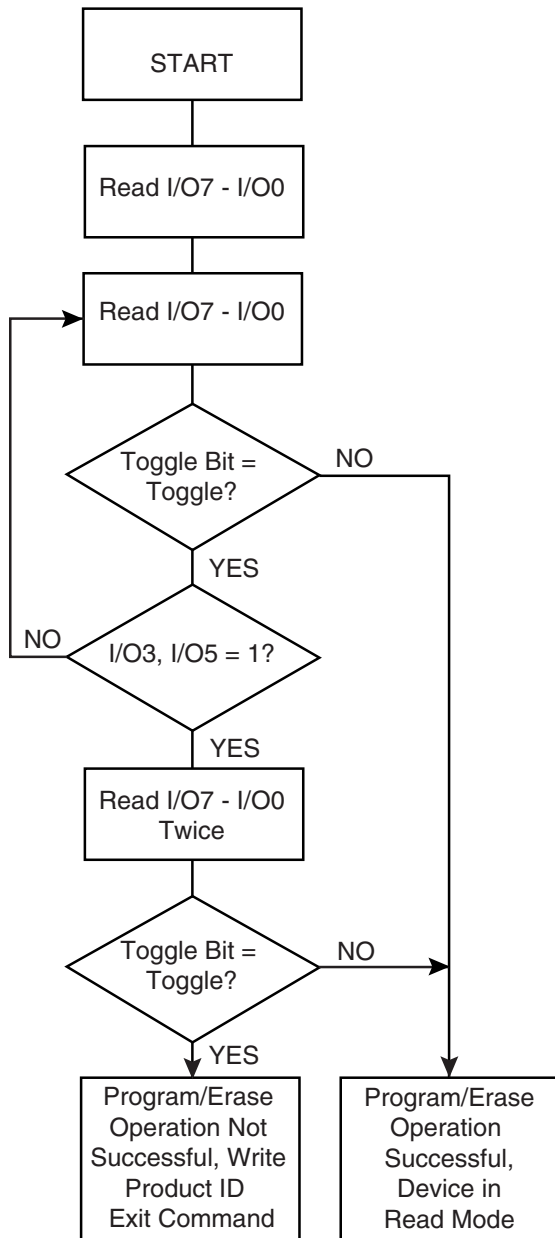 START
Read I/O7 - I/O0
Read I/O7 - I/O0
Toggle Bit =
Toggle?
NO
YES
NO
I/O3, I/O5 = 1?
YES
Read I/O7 - I/O0
Twice
Toggle Bit =
Toggle?
NO
YES
Program/Erase
Operation Not
Successful, Write
Product ID
Exit Command
Program/Erase
Operation
Successful,
Device in
Read Mode